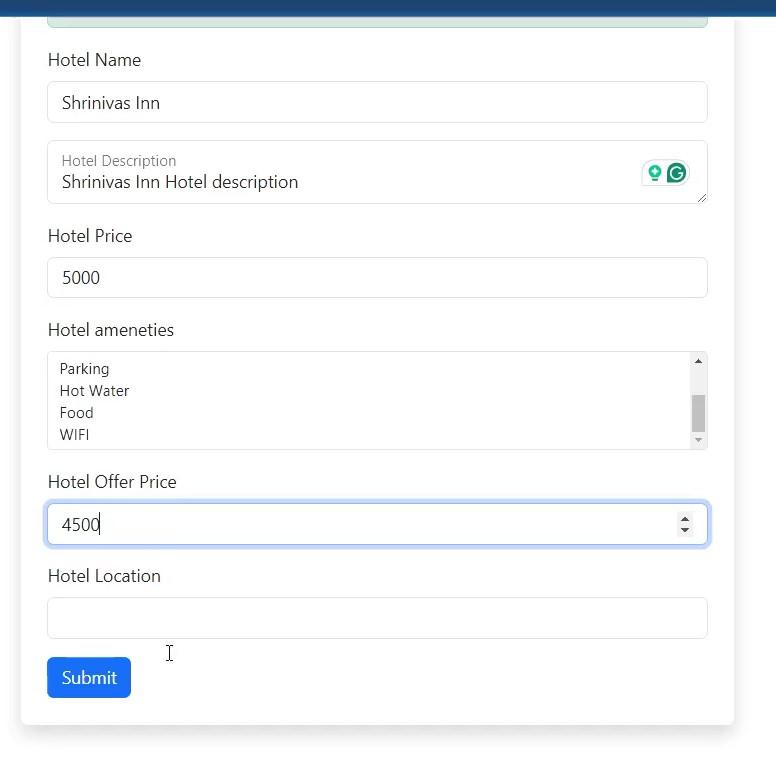 Hotel Name
Shrinivas Inn
Hotel Description
Shrinivas Inn Hotel description
Hotel Price
5000
Hotel ameneties
Parking
Hot Water
Food
WIFI
Hotel Offer Price
4500
Hotel Location
Submit